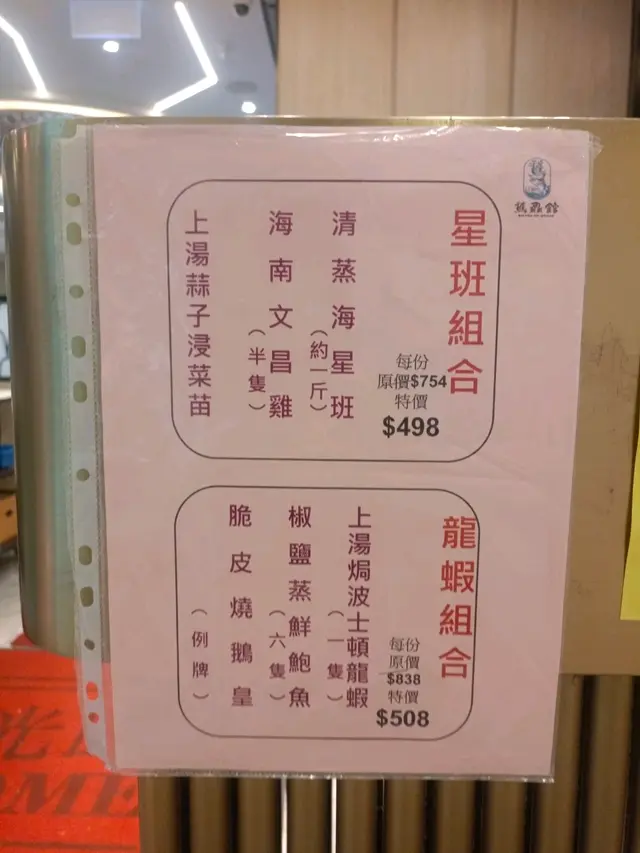 星班組合
每份
原價$754
特價
$498
清蒸海星班
（約一斤）
海南文昌雞
（半隻）
上湯蒜子浸菜苗
龍蝦組合
每份
原價
$838
特價
$508
上湯焗波士頓龍蝦
（一隻）
椒鹽蒸鮮鮑魚
（六隻）
脆皮燒鵝皇
（例牌）
光
OME